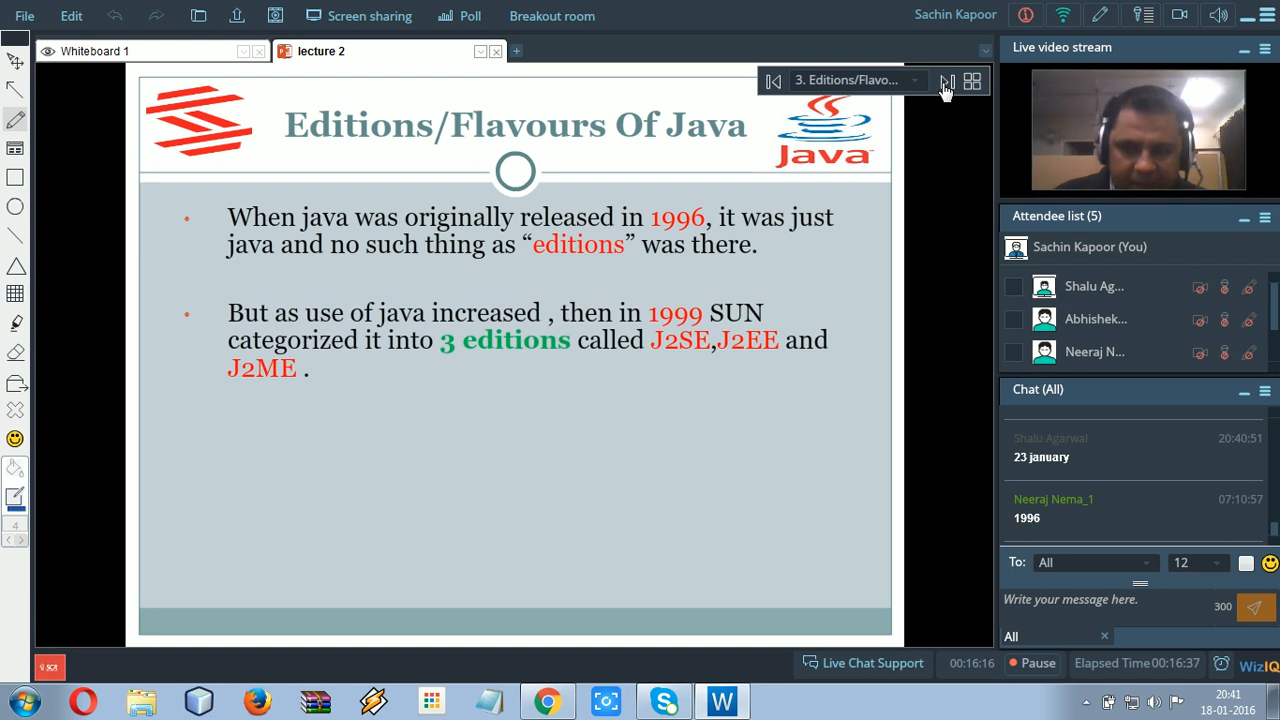 File Edit Screen sharing Poll Breakout room Sachin Kapoor
Whiteboard 1 lecture 2
3. Editions/Flavo...
Editions/Flavours Of Java
Java
When java was originally released in 1996, it was just
java and no such thing as “editions” was there.
But as use of java increased , then in 1999 SUN
categorized it into 3 editions called J2SE,J2EE and
J2ME .
4
Live video stream
Attendee list (5)
Sachin Kapoor (You)
Shalu Ag...
Abhishek...
Neeraj N...
Chat (All)
Shalu Agarwal 20:40:51
23 january
Neeraj Nema_1 07:10:57
1996
To: All 12
Write your message here. 300
All
SCA
Live Chat Support 00:16:16 Pause Elapsed Time 00:16:37 WizIQ
W
20:41
18-01-2016